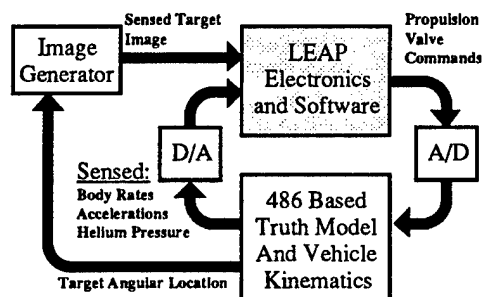 Sensed Target
Image
Propulsion
Valve
Commands
Image
Generator
LEAP
Electronics
and Software
D/A
A/D
Sensed:
Body Rates
Accelerations
Helium Pressure
486 Based
Truth Model
And Vehicle
Kinematics
Target Angular Location